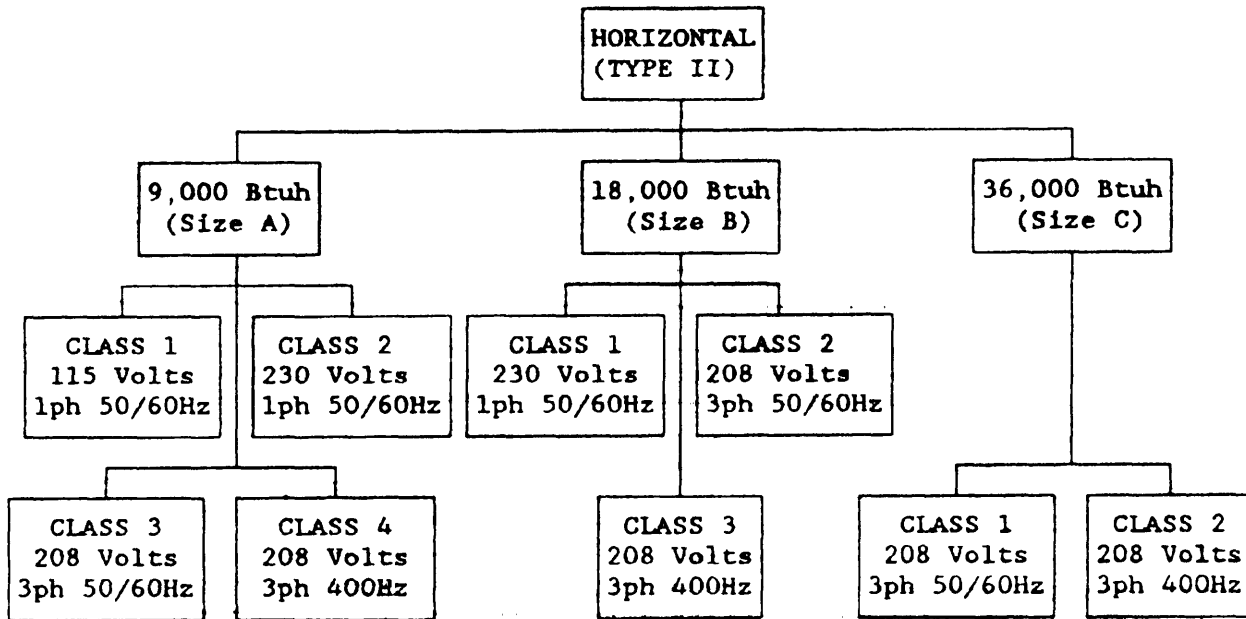 HORIZONTAL
(TYPE II)
9,000 Btuh
(Size A)
18,000 Btuh
(Size B)
36,000 Btuh
(Size C)
CLASS 1
115 Volts
1ph 50/60Hz
CLASS 2
230 Volts
1ph 50/60Hz
CLASS 1
230 Volts
1ph 50/60Hz
CLASS 2
208 Volts
3ph 50/60Hz
CLASS 3
208 Volts
3ph 50/60Hz
CLASS 4
208 Volts
3ph 400Hz
CLASS 3
208 Volts
3ph 400Hz
CLASS 1
208 Volts
3ph 50/60Hz
CLASS 2
208 Volts
3ph 400Hz